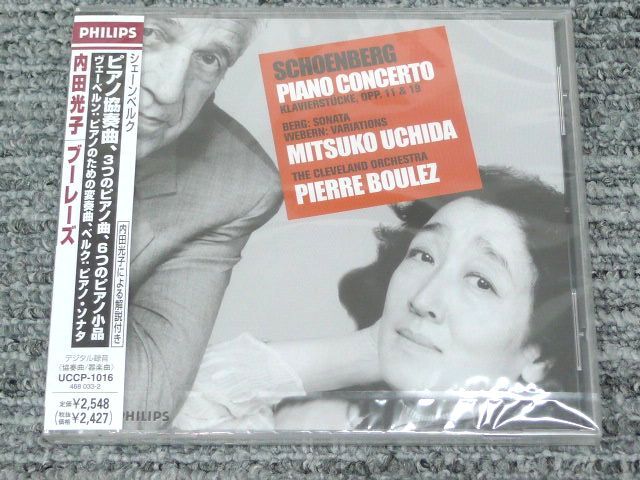 PHILIPS
シェーンベルク
ピアノ協奏曲、3つのピアノ曲、6つのピアノ小品
ヴェーベルン:ピアノのための変奏曲、ベルク:ピアノ・ソナタ
内田光子 ブーレーズ
内田光子による解説付き
デジタル録音
(協奏曲/器楽曲)
UCCP-1016
468 033-2
定価¥2,548
(税抜価格¥2,427)
SCHOENBERG
PIANO CONCERTO
KLAVIERSTÜCKE, OPP. 11 & 19
BERG: SONATA
WEBERN: VARIATIONS
MITSUKO UCHIDA
THE CLEVELAND ORCHESTRA
PIERRE BOULEZ
PHILIPS